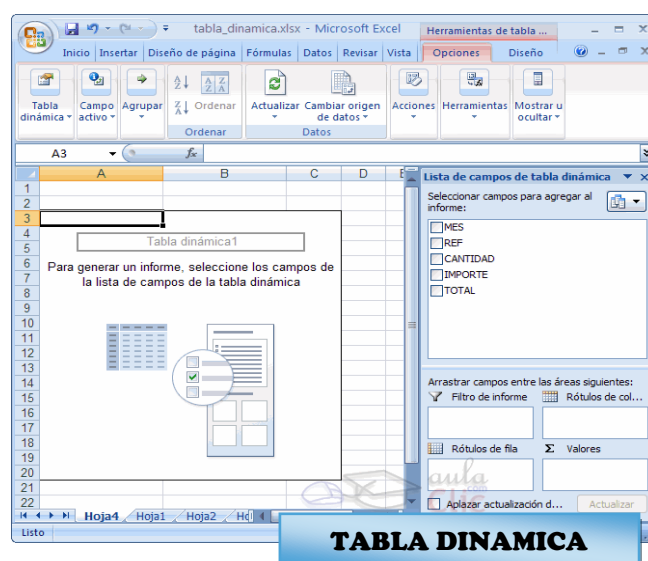 tabla_dinamica.xlsx - Microsoft Excel
Herramientas de tabla ...
Inicio Insertar Diseño de página Fórmulas Datos Revisar Vista Opciones Diseño
Tabla dinámica
Campo activo
Agrupar
Ordenar
Actualizar
Cambiar origen de datos
Acciones
Herramientas
Mostrar u ocultar
Ordenar
Datos
A3
fx
A B C D E
Lista de campos de tabla dinámica
Seleccionar campos para agregar al
informe:
MES
REF
CANTIDAD
IMPORTE
TOTAL
1
2
3
4
5
6
7
8
9
10
11
12
13
14
15
16
17
18
19
20
21
22
Tabla dinámica1
Para generar un informe, seleccione los campos de
la lista de campos de la tabla dinámica
Arrastrar campos entre las áreas siguientes:
Filtro de informe
Rótulos de col...
Rótulos de fila
Σ Valores
aula
clic
.com
Aplazar actualización d...
Actualizar
Hoja4 Hoja1 Hoja2
Listo
TABLA DINAMICA